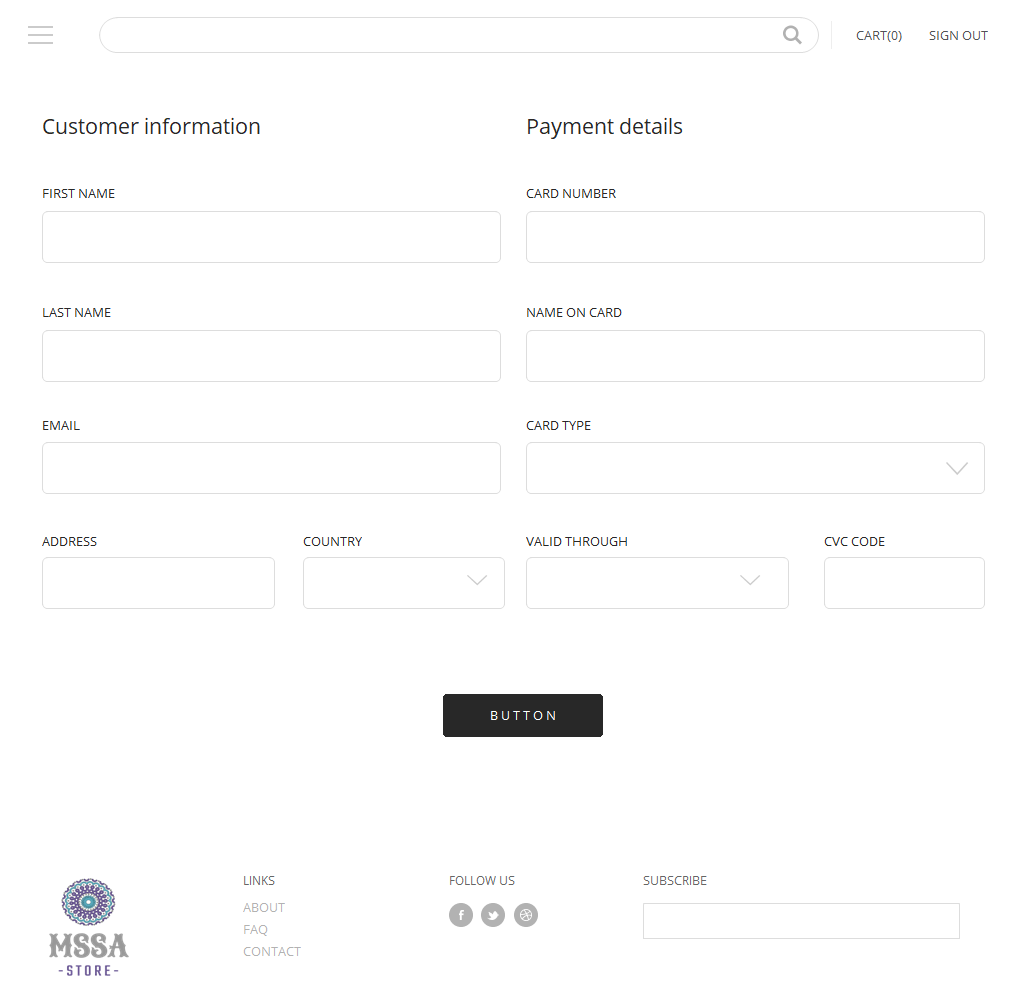 CART(0) SIGN OUT
Customer information
Payment details
FIRST NAME
CARD NUMBER
LAST NAME
NAME ON CARD
EMAIL
CARD TYPE
ADDRESS
COUNTRY
VALID THROUGH
CVC CODE
BUTTON
MSSA
-STORE-
LINKS
ABOUT
FAQ
CONTACT
FOLLOW US
f
SUBSCRIBE